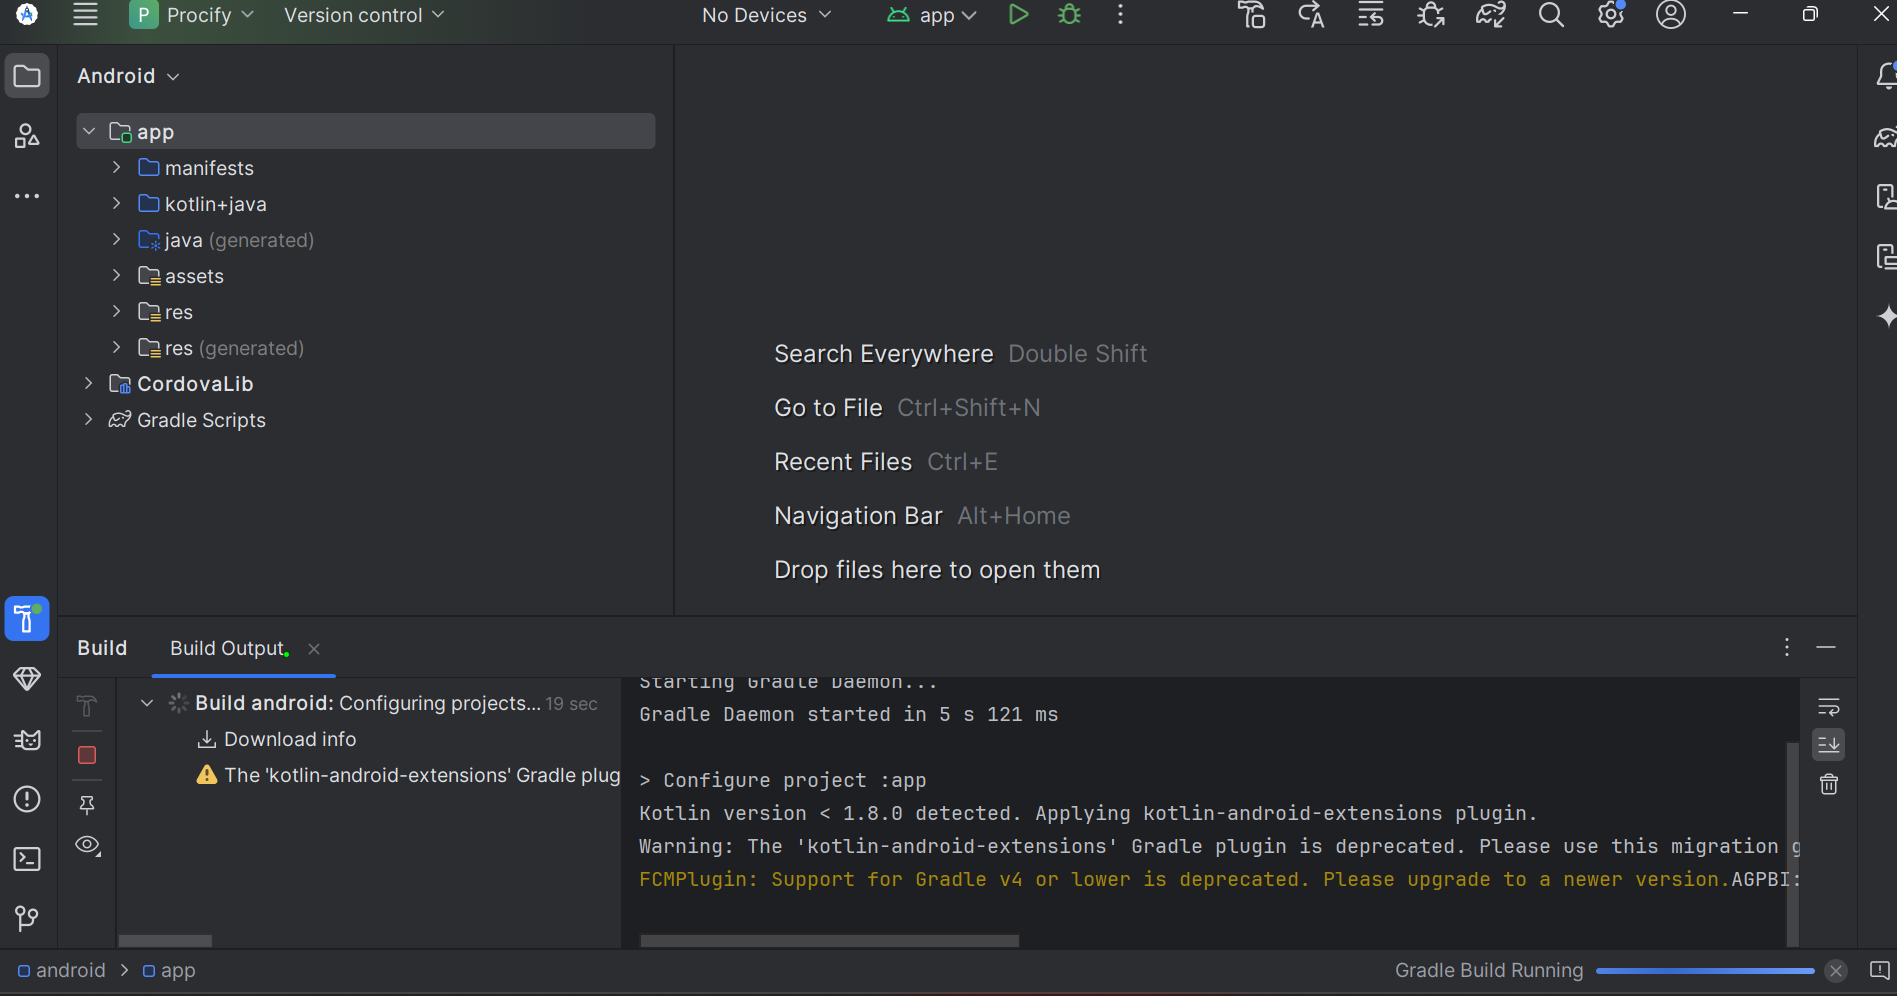 P Procify Version control No Devices app
Android
app
manifests
kotlin+java
java (generated)
assets
res
res (generated)
CordovaLib
Gradle Scripts
Search Everywhere Double Shift
Go to File Ctrl+Shift+N
Recent Files Ctrl+E
Navigation Bar Alt+Home
Drop files here to open them
Build Build Output
Build android: Configuring projects... 19 sec
Download info
The 'kotlin-android-extensions' Gradle plug
Starting Gradle Daemon...
Gradle Daemon started in 5 s 121 ms
> Configure project :app
Kotlin version < 1.8.0 detected. Applying kotlin-android-extensions plugin.
Warning: The 'kotlin-android-extensions' Gradle plugin is deprecated. Please use this migration g
FCMPlugin: Support for Gradle v4 or lower is deprecated. Please upgrade to a newer version.AGPBI:
android > app
Gradle Build Running